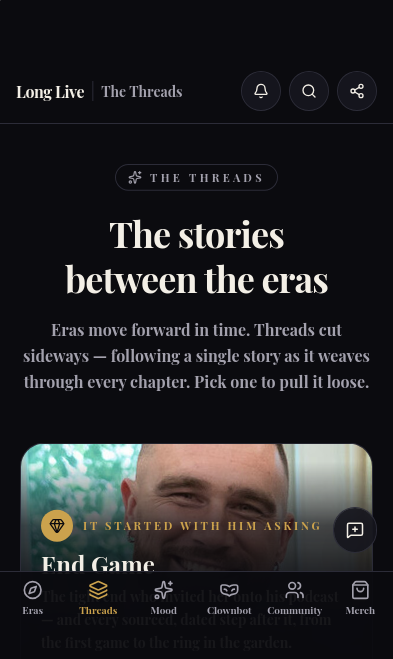 Long Live
The Threads
THE THREADS
The stories
between the eras
Eras move forward in time. Threads cut
sideways — following a single story as it weaves
through every chapter. Pick one to pull it loose.
IT STARTED WITH HIM ASKING
End Game
— and every sourced, dated step after it, from
the first game to the ring in the garden.
Eras
Threads
Mood
Clownbot
Community
Merch